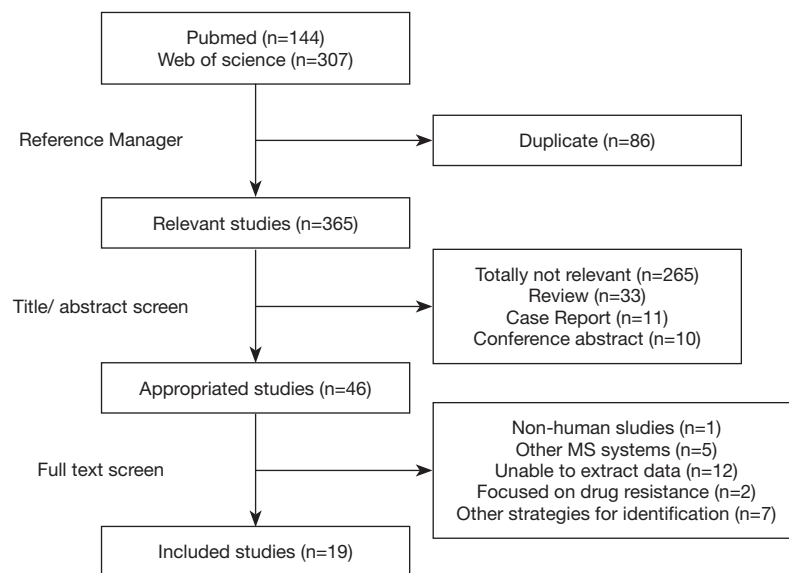 Pubmed (n=144)
Web of science (n=307)
Reference Manager
Duplicate (n=86)
Relevant studies (n=365)
Title/ abstract screen
Totally not relevant (n=265)
Review (n=33)
Case Report (n=11)
Conference abstract (n=10)
Appropriated studies (n=46)
Full text screen
Non-human sludies (n=1)
Other MS systems (n=5)
Unable to extract data (n=12)
Focused on drug resistance (n=2)
Other strategies for identification (n=7)
Included studies (n=19)